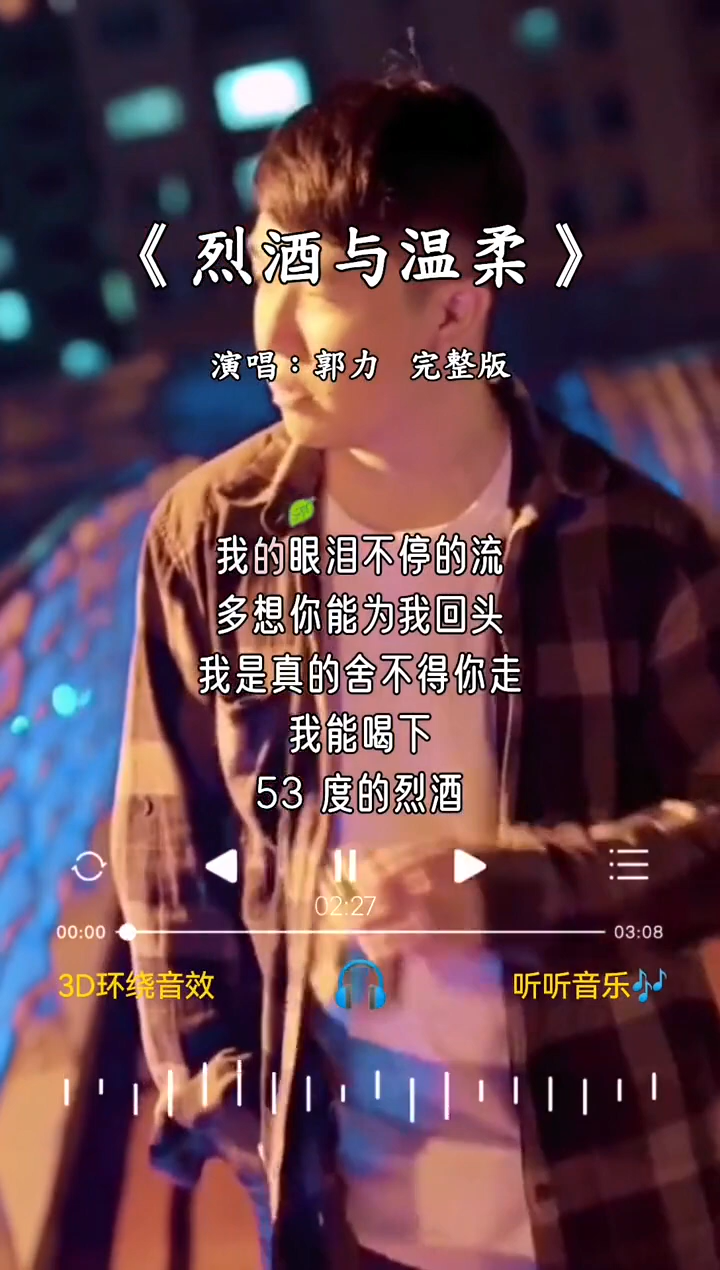 《烈酒与温柔》
演唱：郭力 完整版
我的眼泪不停的流
多想你能为我回头
我是真的舍不得你走
我能喝下
53 度的烈酒
02:27
00:00 03:08
3D环绕音效 听听音乐